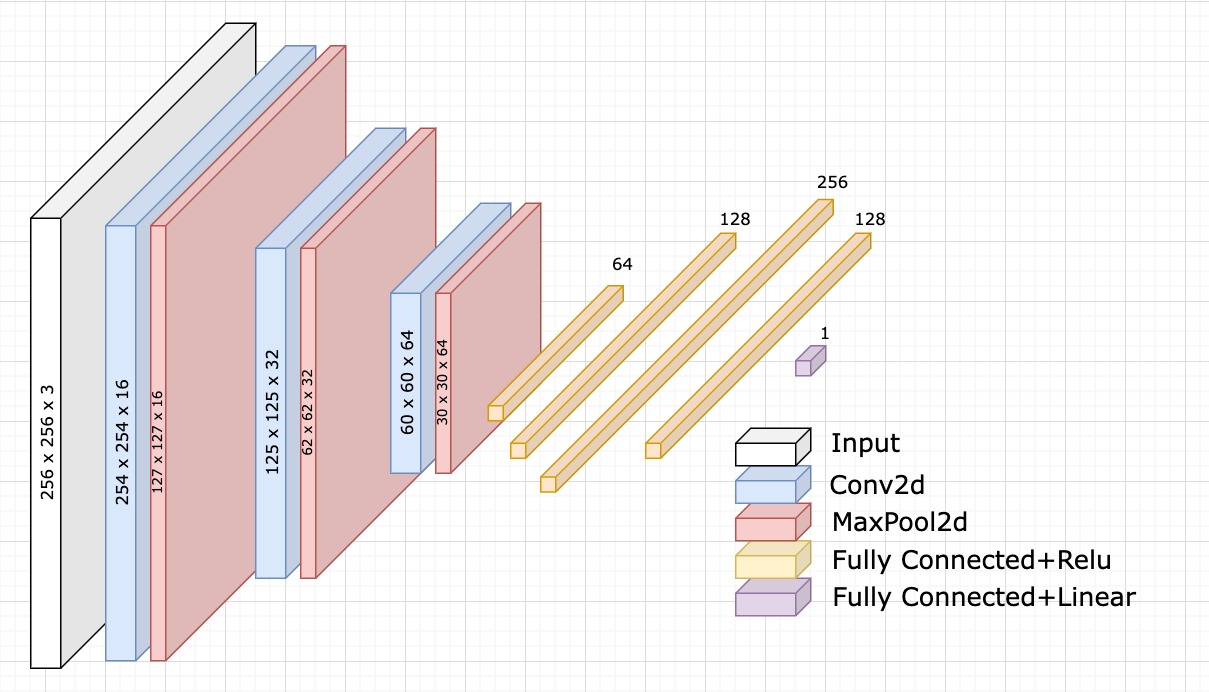 256 x 256 x 3
254 x 254 x 16
127 x 127 x 16
125 x 125 x 32
62 x 62 x 32
60 x 60 x 64
30 x 30 x 64
64
128
256
128
1
Input
Conv2d
MaxPool2d
Fully Connected+Relu
Fully Connected+Linear